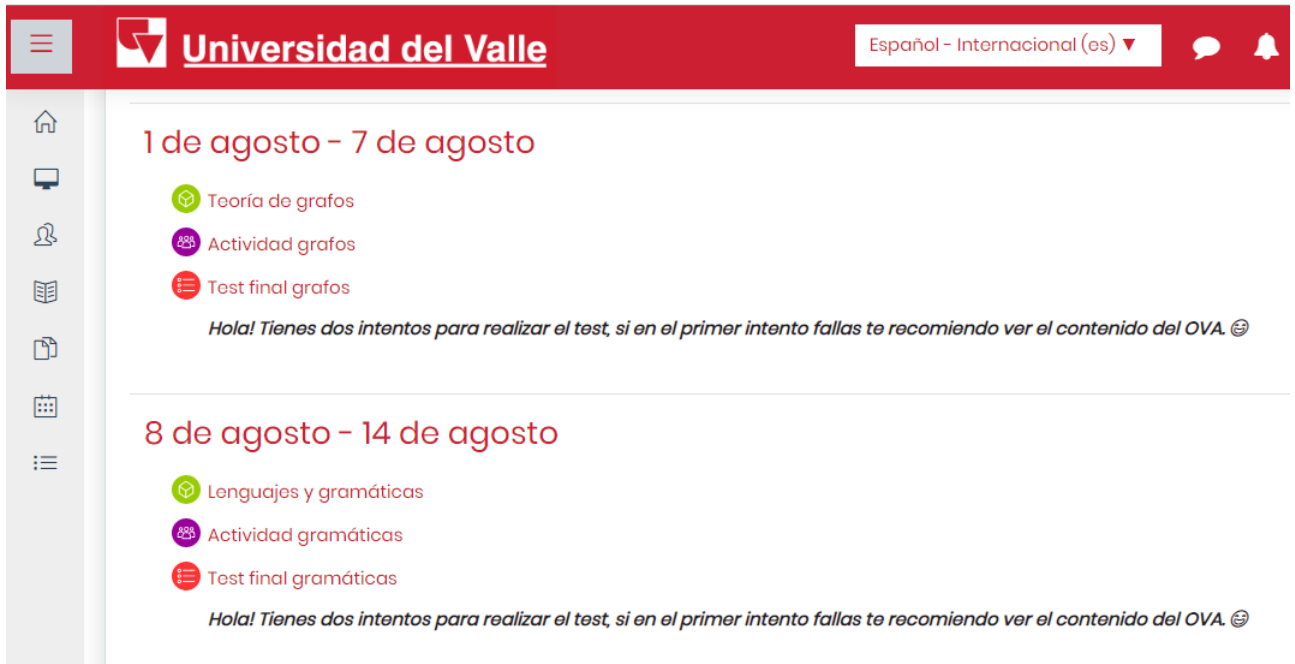 Universidad del Valle
Español - Internacional (es) ▼
1 de agosto - 7 de agosto
Teoría de grafos
Actividad grafos
Test final grafos
Hola! Tienes dos intentos para realizar el test, si en el primer intento fallas te recomiendo ver el contenido del OVA. 😄
8 de agosto - 14 de agosto
Lenguajes y gramáticas
Actividad gramáticas
Test final gramáticas
Hola! Tienes dos intentos para realizar el test, si en el primer intento fallas te recomiendo ver el contenido del OVA. 😄